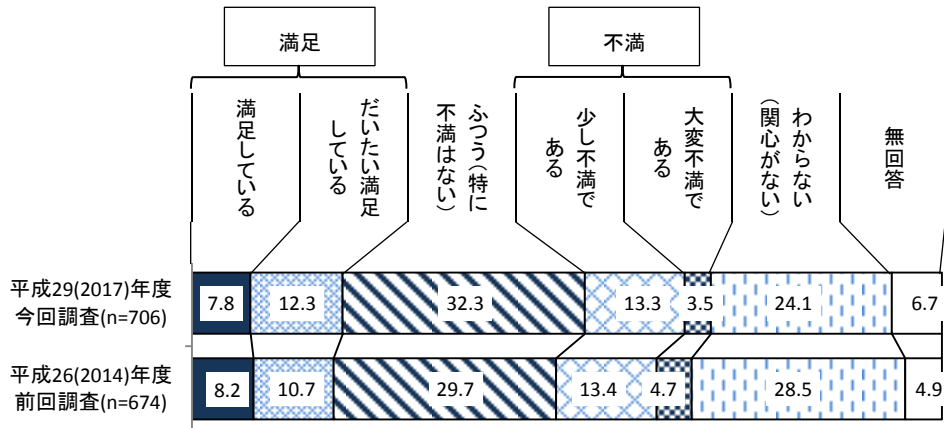 満足
不満
満足している
だいたい満足
している
ふつう(特に
不満はない)
少し不満で
ある
大変不満で
ある
わからない
(関心がない)
無回答
平成29(2017)年度
今回調査(n=706)
7.8
12.3
32.3
13.3
3.5
24.1
6.7
平成26(2014)年度
前回調査(n=674)
8.2
10.7
29.7
13.4
4.7
28.5
4.9